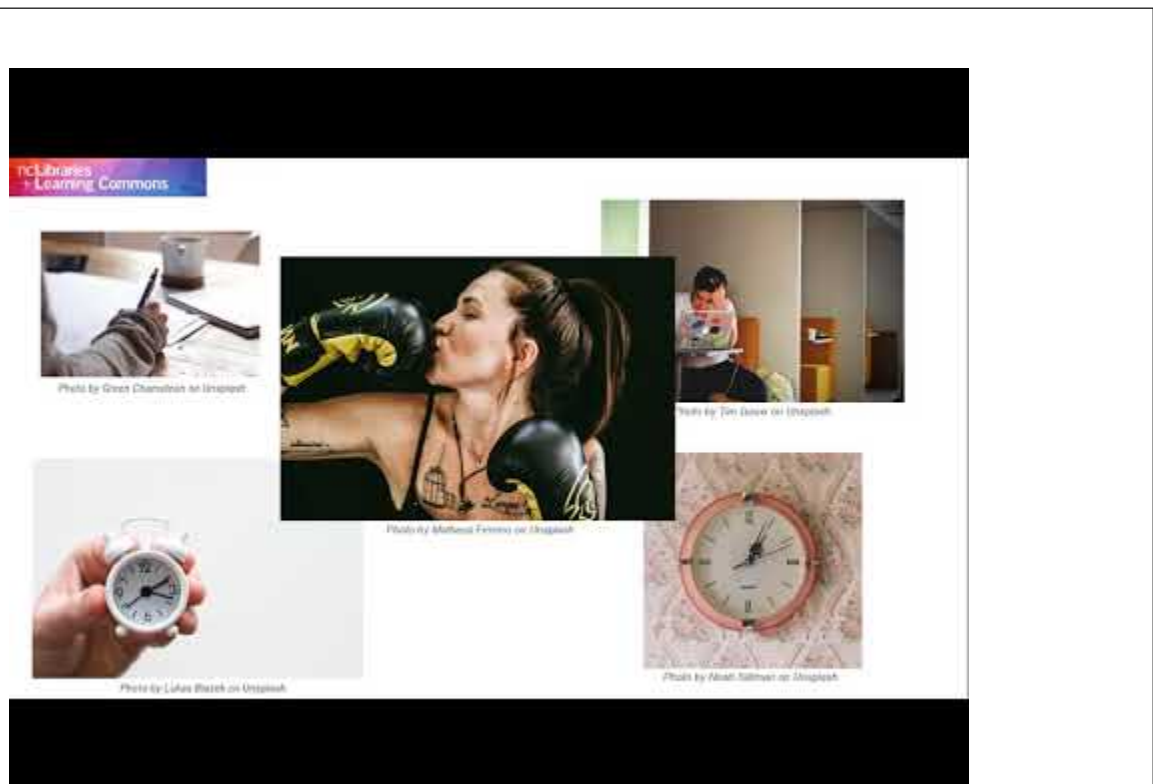 ncLibraries
+ Learning Commons
Photo by Green Chameleon on Unsplash
Photo by Tim Gouw on Unsplash
Photo by Matheus Ferrero on Unsplash
Photo by Lukas Blazek on Unsplash
Photo by Noah Silliman on Unsplash